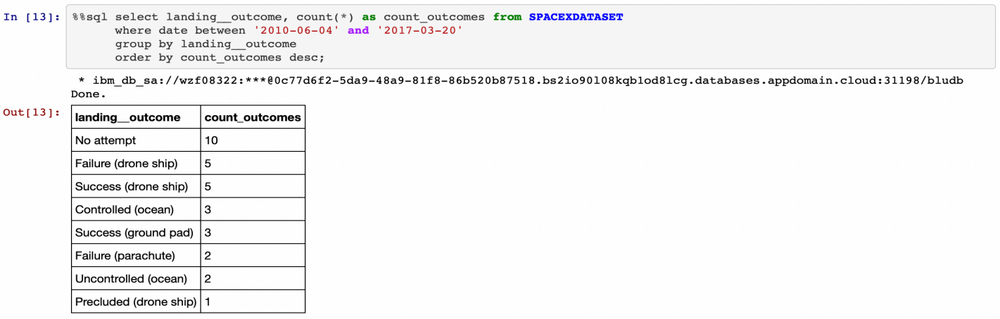 In [13]: %%sql select landing__outcome, count(*) as count_outcomes from SPACEXDATASET
where date between '2010-06-04' and '2017-03-20'
group by landing__outcome
order by count_outcomes desc;
* ibm_db_sa://wzf08322:***@0c77d6f2-5da9-48a9-81f8-86b520b87518.bs2io90l08kqb1od8lcg.databases.appdomain.cloud:31198/bludb
Done.
Out[13]: landing__outcome count_outcomes
No attempt 10
Failure (drone ship) 5
Success (drone ship) 5
Controlled (ocean) 3
Success (ground pad) 3
Failure (parachute) 2
Uncontrolled (ocean) 2
Precluded (drone ship) 1